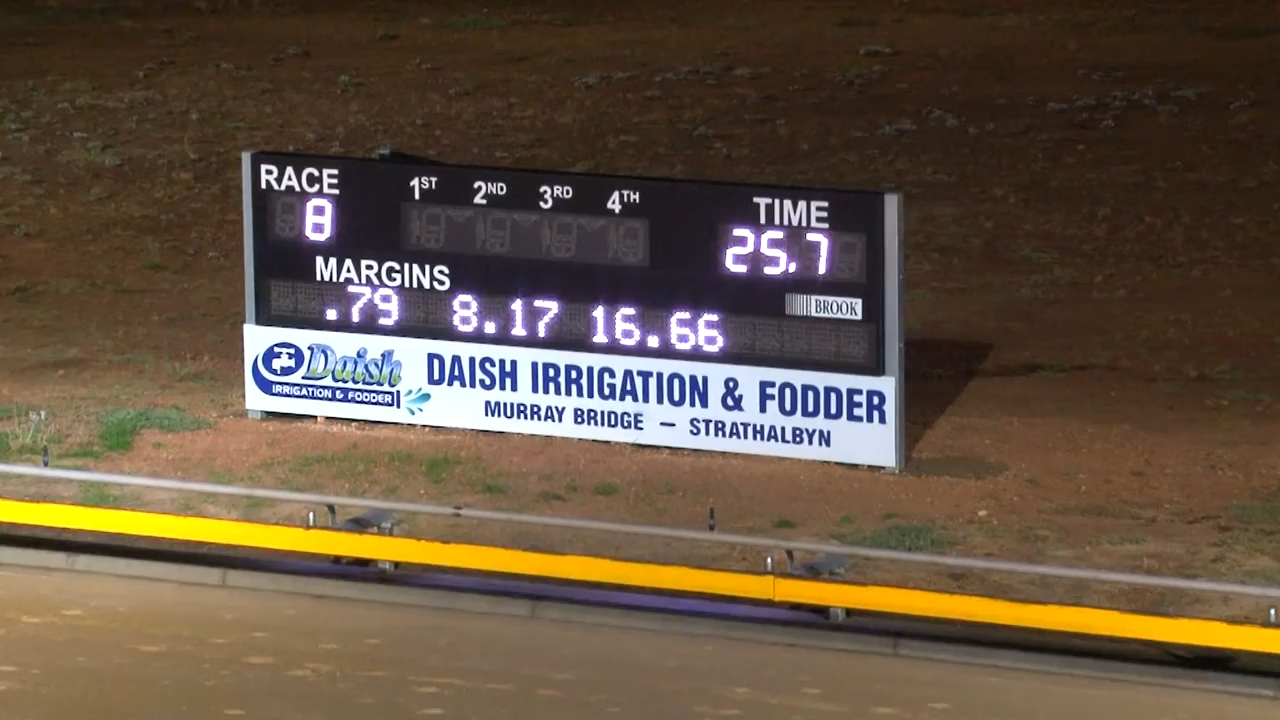 RACE 1ST 2ND 3RD 4TH TIME
8 25.7
MARGINS
.79 8.17 16.66
BROOK
Daish
IRRIGATION & FODDER
DAISH IRRIGATION & FODDER
MURRAY BRIDGE – STRATHALBYN